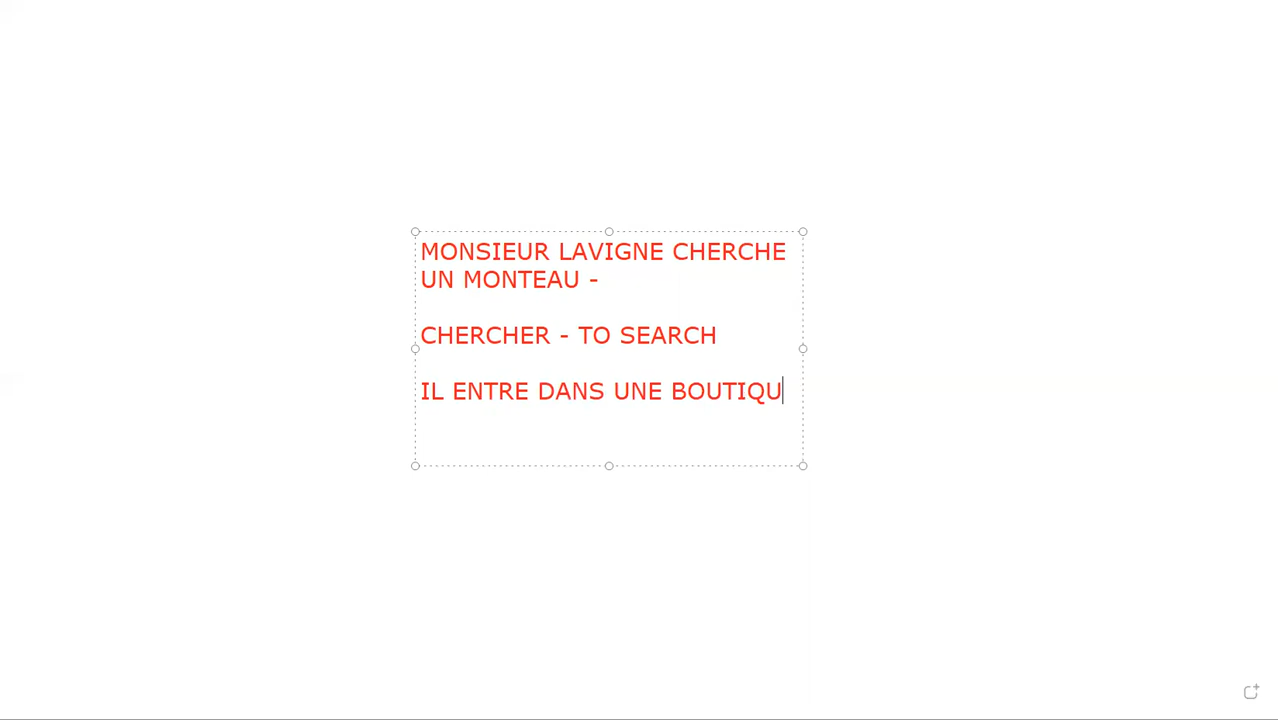 MONSIEUR LAVIGNE CHERCHE
UN MONTEAU -
CHERCHER - TO SEARCH
IL ENTRE DANS UNE BOUTIQU